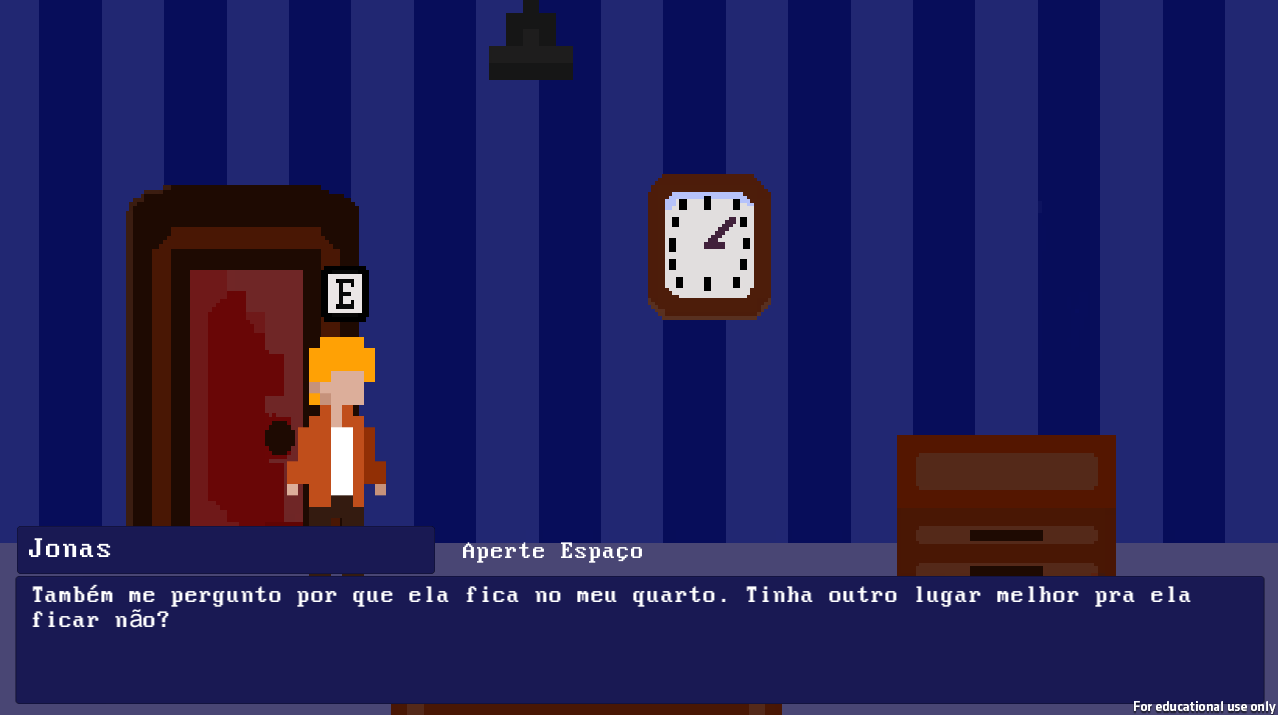 E
Jonas
Aperte Espaço
Também me pergunto por que ela fica no meu quarto. Tinha outro lugar melhor pra ela
ficar não?
For educational use only